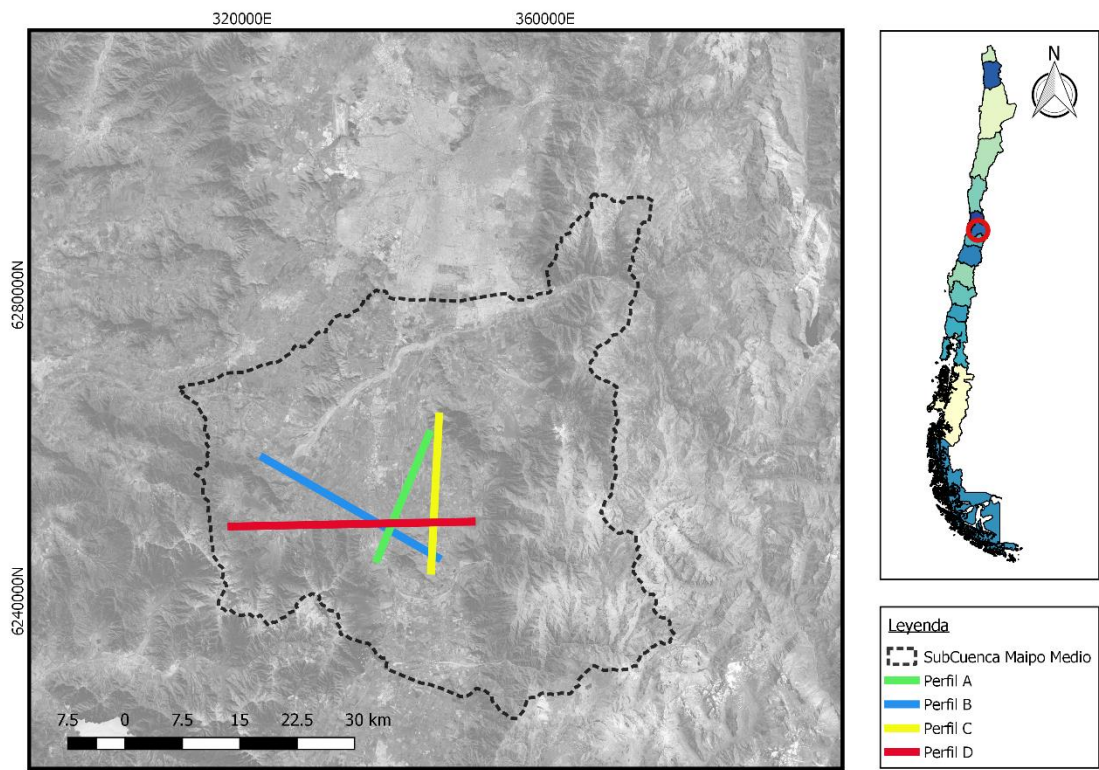 320000E 360000E
6280000N
6240000N
7.5 0 7.5 15 22.5 30 km
N
Leyenda
SubCuenca Maipo Medio
Perfil A
Perfil B
Perfil C
Perfil D